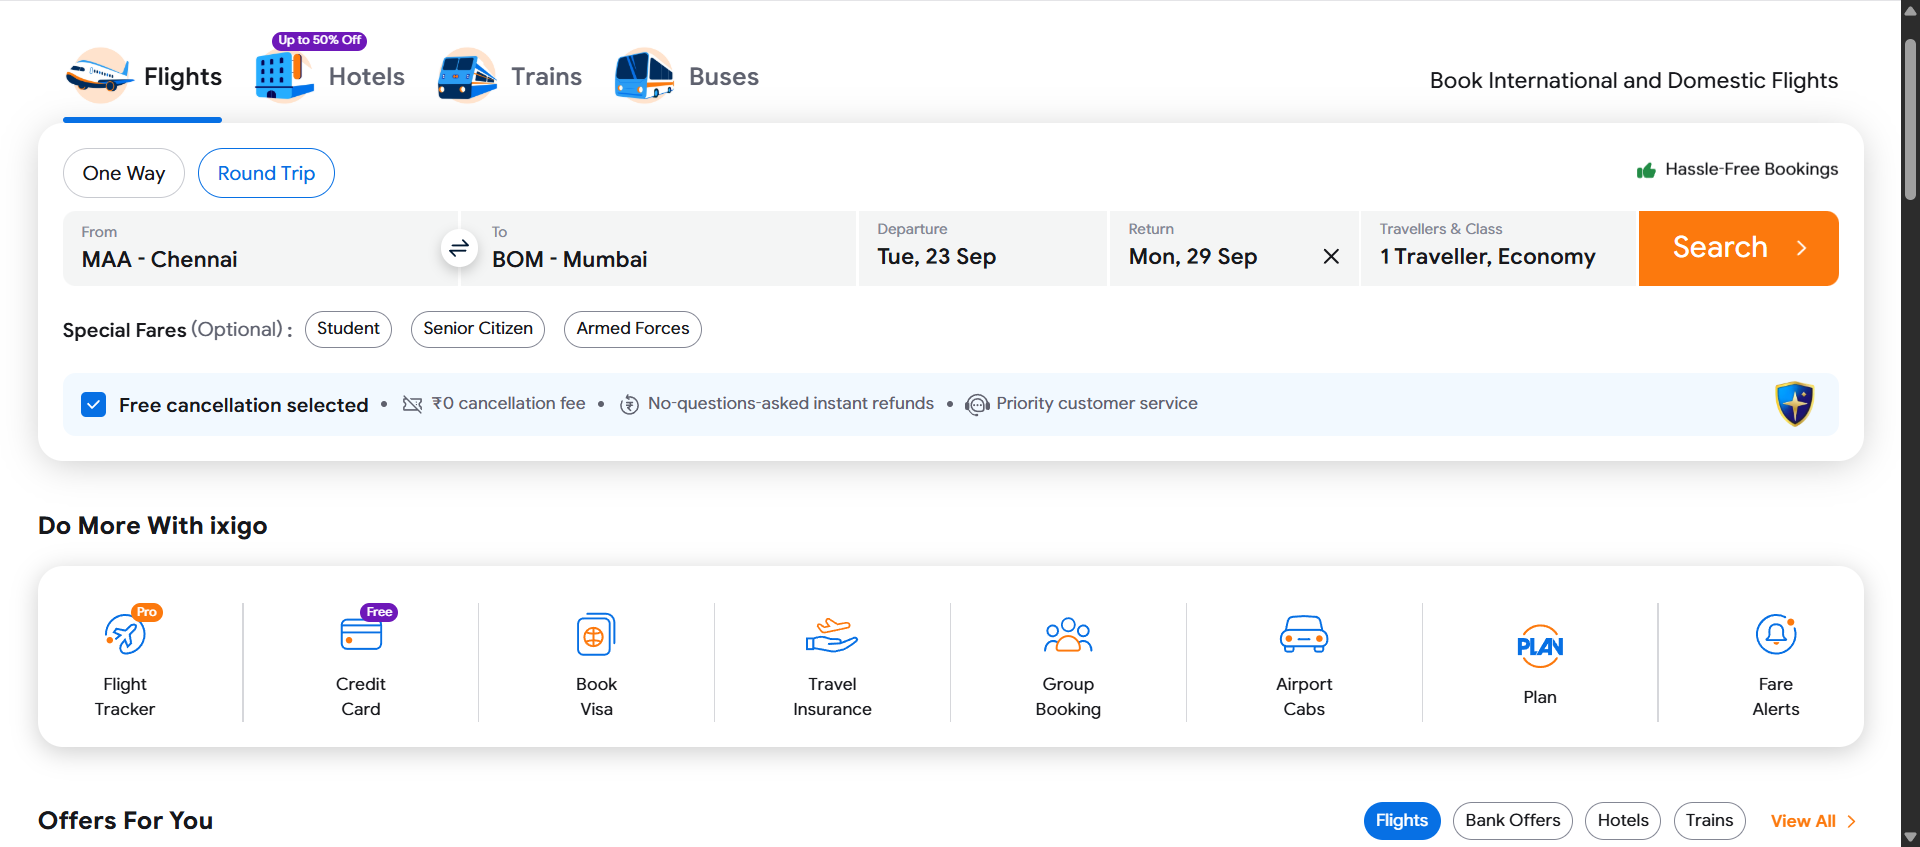 Up to 50% Off
Flights
Hotels
Trains
Buses
Book International and Domestic Flights
One Way
Round Trip
Hassle-Free Bookings
From
MAA - Chennai
To
BOM - Mumbai
Departure
Tue, 23 Sep
Return
Mon, 29 Sep
Travellers & Class
1 Traveller, Economy
Search
Special Fares (Optional) :
Student
Senior Citizen
Armed Forces
Free cancellation selected • ₹0 cancellation fee • No-questions-asked instant refunds • Priority customer service
Do More With ixigo
Pro
Flight
Tracker
Free
Credit
Card
Book
Visa
Travel
Insurance
Group
Booking
Airport
Cabs
PLAN
Plan
Fare
Alerts
Offers For You
Flights
Bank Offers
Hotels
Trains
View All